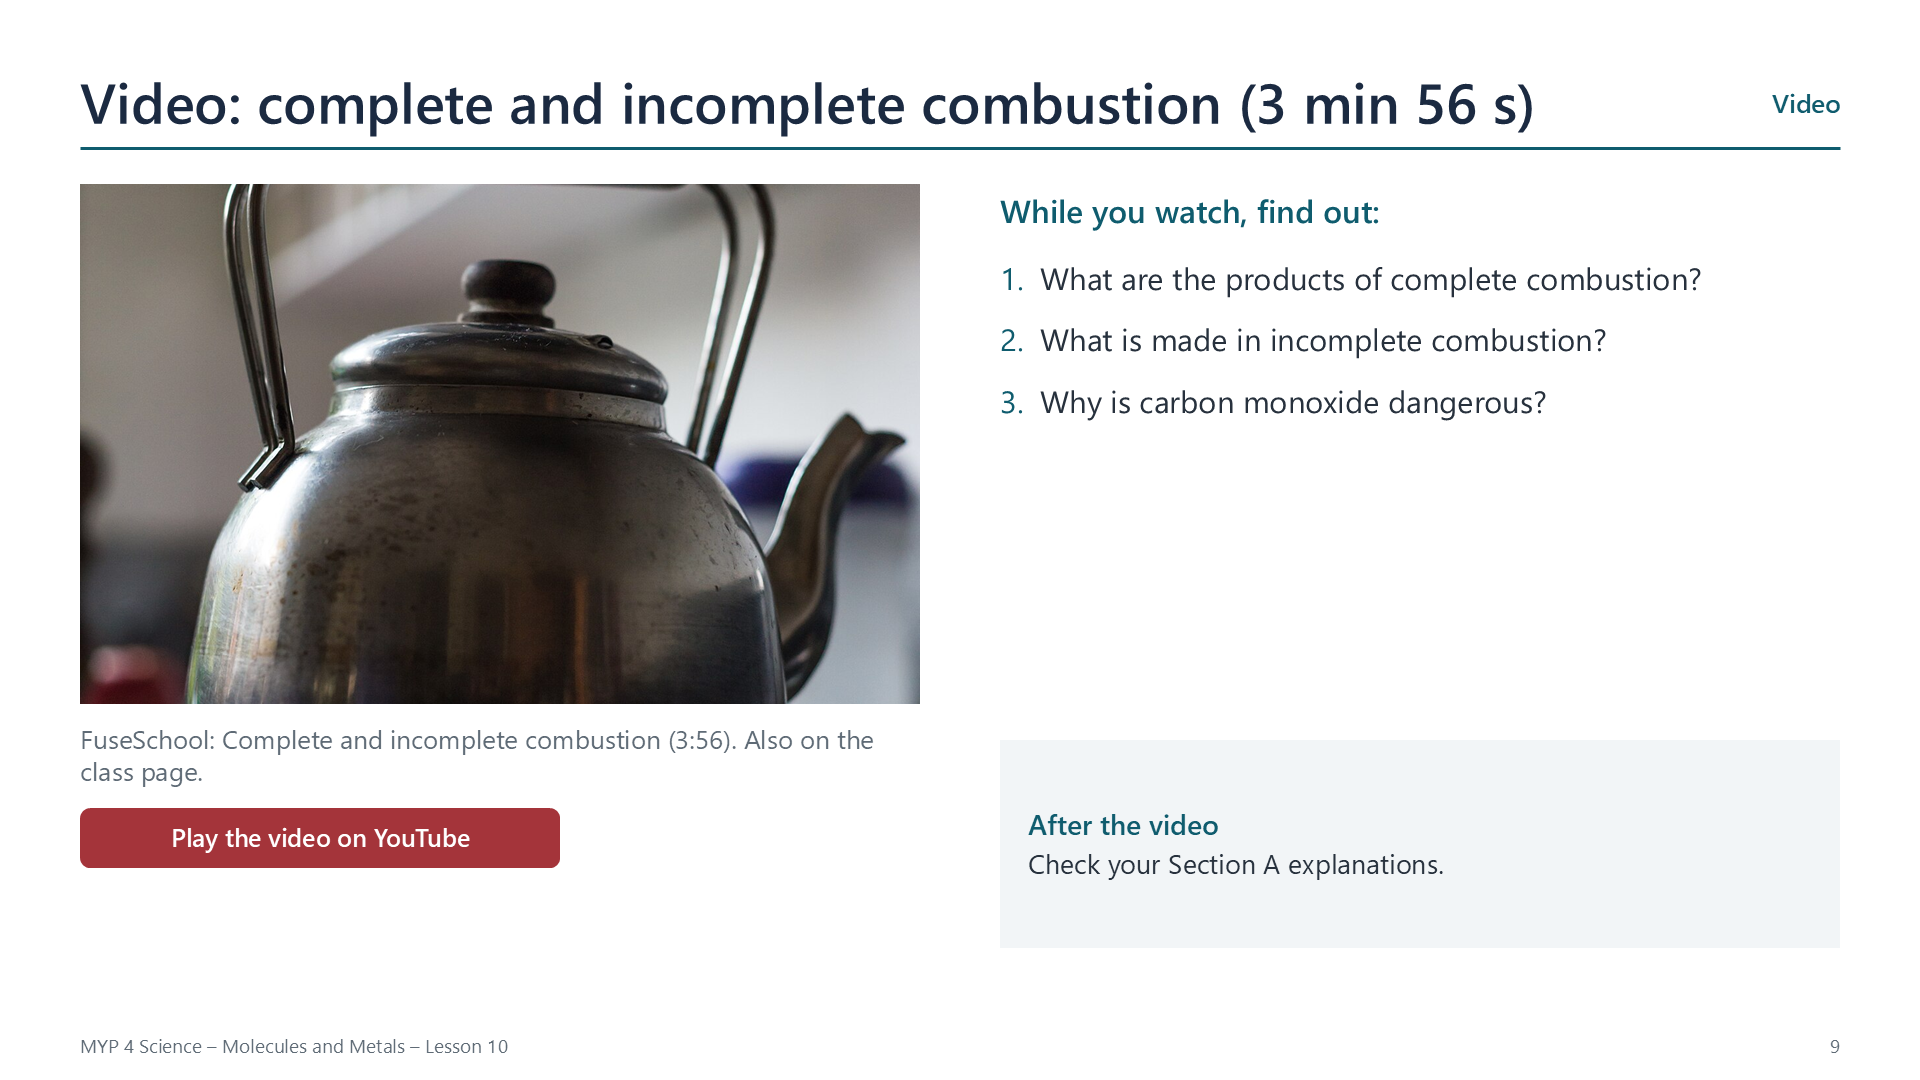 Video: complete and incomplete combustion (3 min 56 s)
Video
While you watch, find out:
1. What are the products of complete combustion?
2. What is made in incomplete combustion?
3. Why is carbon monoxide dangerous?
FuseSchool: Complete and incomplete combustion (3:56). Also on the
class page.
Play the video on YouTube
After the video
Check your Section A explanations.
MYP 4 Science – Molecules and Metals – Lesson 10
9